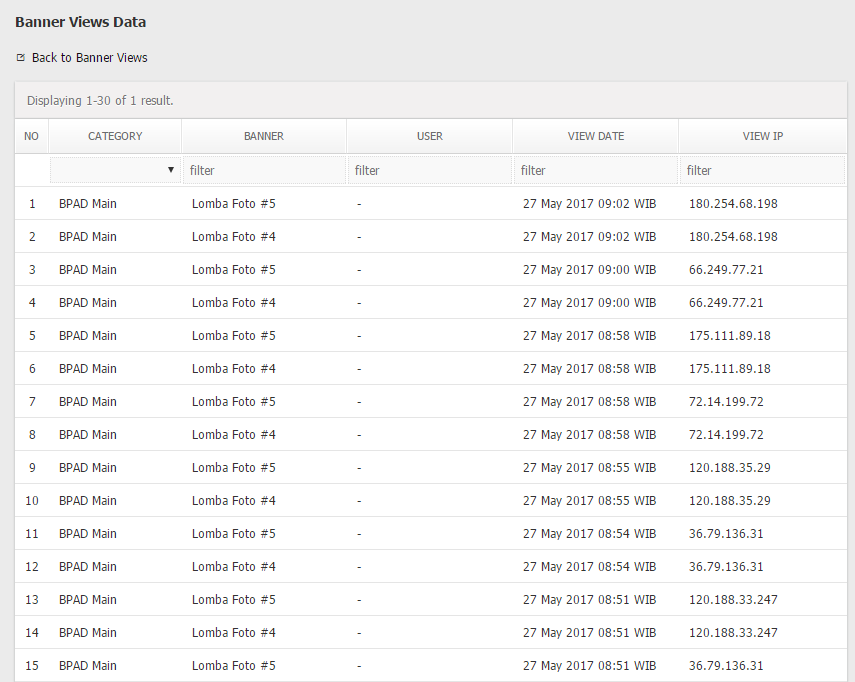 Banner Views Data
Back to Banner Views
Displaying 1-30 of 1 result.
NO CATEGORY BANNER USER VIEW DATE VIEW IP
filter filter filter filter
1 BPAD Main Lomba Foto #5 - 27 May 2017 09:02 WIB 180.254.68.198
2 BPAD Main Lomba Foto #4 - 27 May 2017 09:02 WIB 180.254.68.198
3 BPAD Main Lomba Foto #5 - 27 May 2017 09:00 WIB 66.249.77.21
4 BPAD Main Lomba Foto #4 - 27 May 2017 09:00 WIB 66.249.77.21
5 BPAD Main Lomba Foto #5 - 27 May 2017 08:58 WIB 175.111.89.18
6 BPAD Main Lomba Foto #4 - 27 May 2017 08:58 WIB 175.111.89.18
7 BPAD Main Lomba Foto #5 - 27 May 2017 08:58 WIB 72.14.199.72
8 BPAD Main Lomba Foto #4 - 27 May 2017 08:58 WIB 72.14.199.72
9 BPAD Main Lomba Foto #5 - 27 May 2017 08:55 WIB 120.188.35.29
10 BPAD Main Lomba Foto #4 - 27 May 2017 08:55 WIB 120.188.35.29
11 BPAD Main Lomba Foto #5 - 27 May 2017 08:54 WIB 36.79.136.31
12 BPAD Main Lomba Foto #4 - 27 May 2017 08:54 WIB 36.79.136.31
13 BPAD Main Lomba Foto #5 - 27 May 2017 08:51 WIB 120.188.33.247
14 BPAD Main Lomba Foto #4 - 27 May 2017 08:51 WIB 120.188.33.247
15 BPAD Main Lomba Foto #5 - 27 May 2017 08:51 WIB 36.79.136.31